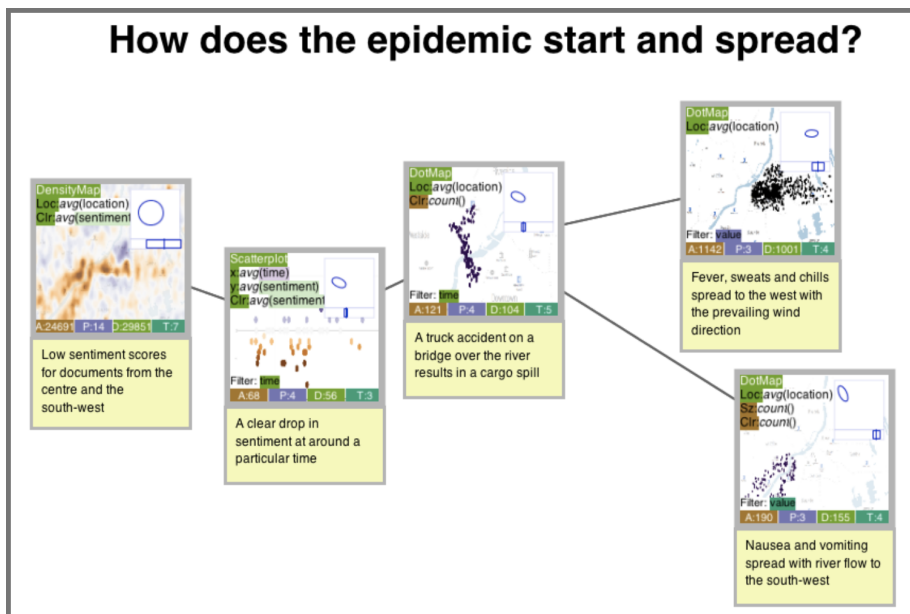 How does the epidemic start and spread?
DensityMap
Loc:avg(location)
Clr:avg(sentiment
A:24691 P:14 D:29851 T:7
Low sentiment scores
for documents from the
centre and the
south-west
Scatterplot
x:avg(time)
y:avg(sentiment)
Clr:avg(sentiment
Filter: time
A:68 P:4 D:56 T:3
A clear drop in
sentiment at around a
particular time
DotMap
Loc:avg(location)
Clr:count()
Filter: time
A:121 P:4 D:104 T:5
A truck accident on a
bridge over the river
results in a cargo spill
DotMap
Loc:avg(location)
Filter: value
A:1142 P:3 D:1001 T:4
Fever, sweats and chills
spread to the west with
the prevailing wind
direction
DotMap
Loc:avg(location)
Sz:count()
Clr:count()
Filter: value
A:190 P:3 D:155 T:4
Nausea and vomiting
spread with river flow to
the south-west